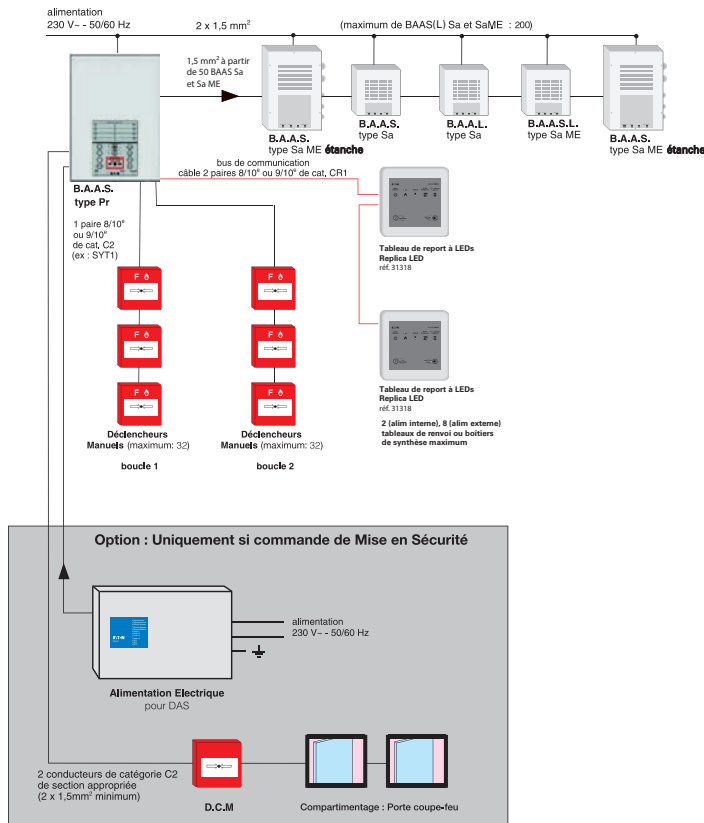 alimentation
230 V~ - 50/60 Hz
2 x 1,5 mm²
(maximum de BAAS(L) Sa et SaME : 200)
1,5 mm² à partir
de 50 BAAS Sa
et Sa ME
B.A.A.S.
type Sa ME étanche
B.A.A.S.
type Sa
B.A.A.L.
type Sa
B.A.A.S.L.
type Sa ME
B.A.A.S.
type Sa ME étanche
bus de communication
câble 2 paires 8/10° ou 9/10° de cat, CR1
B.A.A.S.
type Pr
1 paire 8/10°
ou 9/10°
de cat, C2
(ex : SYT1)
Tableau de report à LEDs
Replica LED
réf. 31318
F
F
F
F
F
F
Tableau de report à LEDs
Replica LED
réf. 31318
2 (alim interne), 8 (alim externe)
tableaux de renvoi ou boitiers
de synthèse maximum
Déclencheurs
Manuels (maximum: 32)
boucle 1
Déclencheurs
Manuels (maximum: 32)
boucle 2
Option : Uniquement si commande de Mise en Sécurité
EATON
alimentation
230 V~ - 50/60 Hz
Alimentation Electrique
pour DAS
2 conducteurs de catégorie C2
de section appropriée
(2 x 1,5mm² minimum)
D.C.M
Compartimentage : Porte coupe-feu